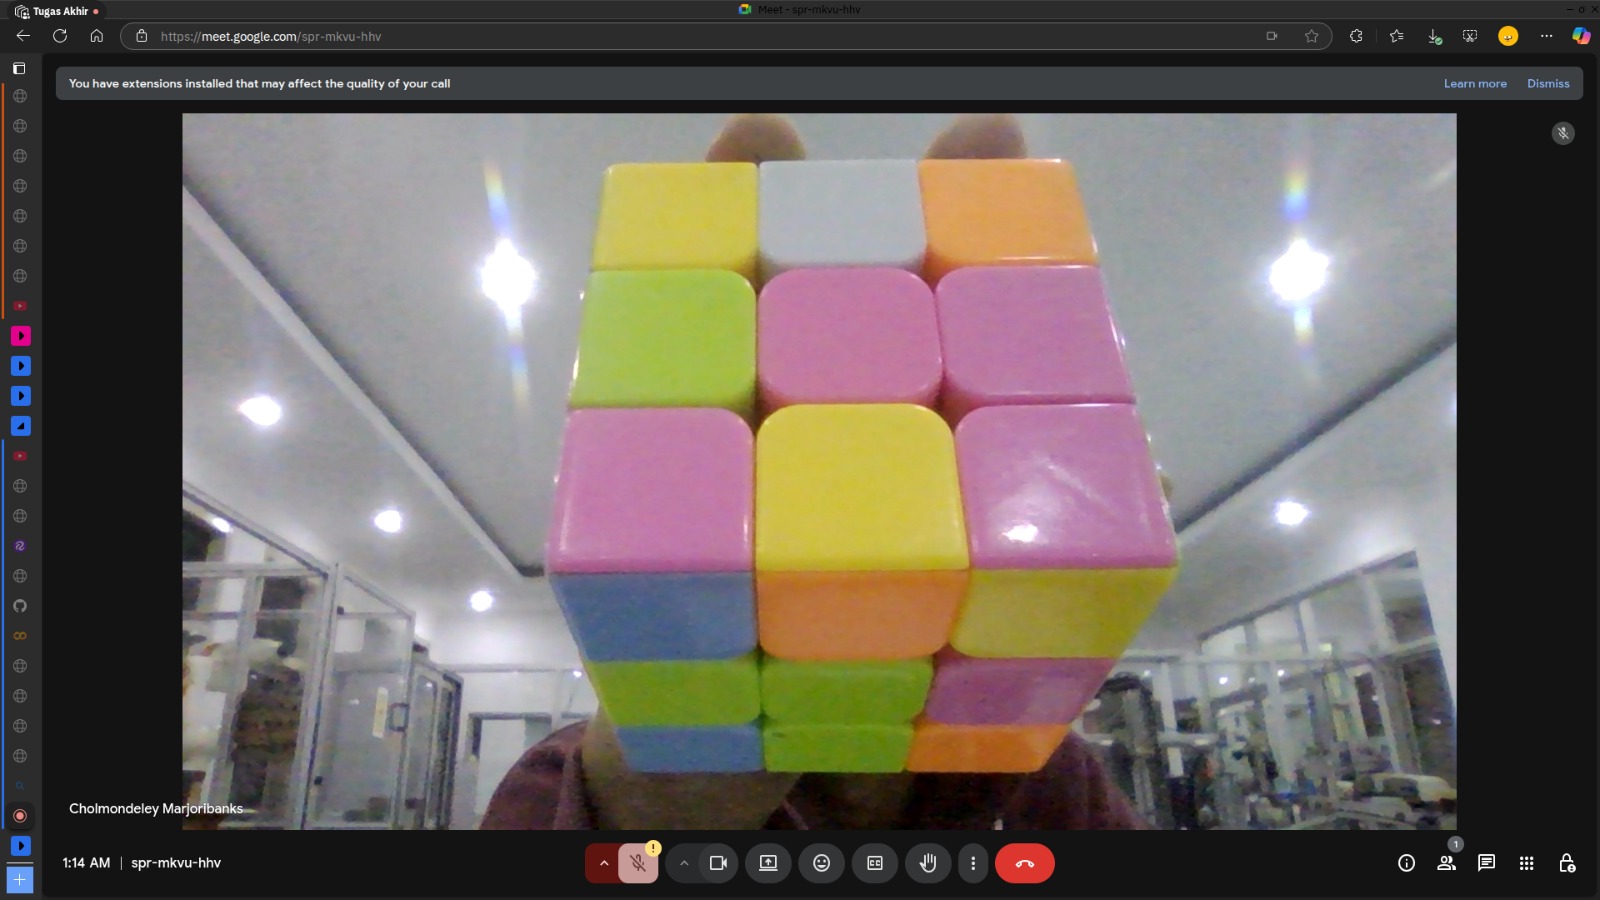 Tugas Akhir
Meet - spr-mkvu-hhv
https://meet.google.com/spr-mkvu-hhv
You have extensions installed that may affect the quality of your call
Learn more
Dismiss
Cholmondeley Marjoribanks
1:14 AM | spr-mkvu-hhv
!
CC
1